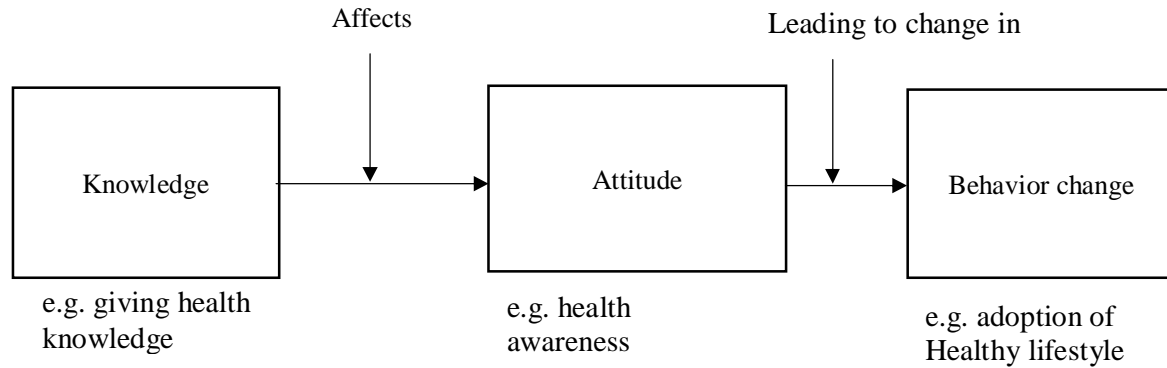 Affects
Leading to change in
Knowledge
Attitude
Behavior change
e.g. giving health
knowledge
e.g. health
awareness
e.g. adoption of
Healthy lifestyle